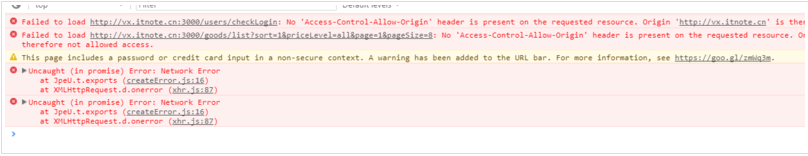 top
Filter
Default levels
Failed to load http://vx.itnote.cn:3000/users/checkLogin: No 'Access-Control-Allow-Origin' header is present on the requested resource. Origin 'http://vx.itnote.cn' is ther
Failed to load http://vx.itnote.cn:3000/goods/list?sort=1&priceLevel=all&page=1&pageSize=8: No 'Access-Control-Allow-Origin' header is present on the requested resource. Or
therefore not allowed access.
This page includes a password or credit card input in a non-secure context. A warning has been added to the URL bar. For more information, see https://goo.gl/zmWq3m.
▶Uncaught (in promise) Error: Network Error
at JpeU.t.exports (createError.js:16)
at XMLHttpRequest.d.onerror (xhr.js:87)
▶Uncaught (in promise) Error: Network Error
at JpeU.t.exports (createError.js:16)
at XMLHttpRequest.d.onerror (xhr.js:87)
>